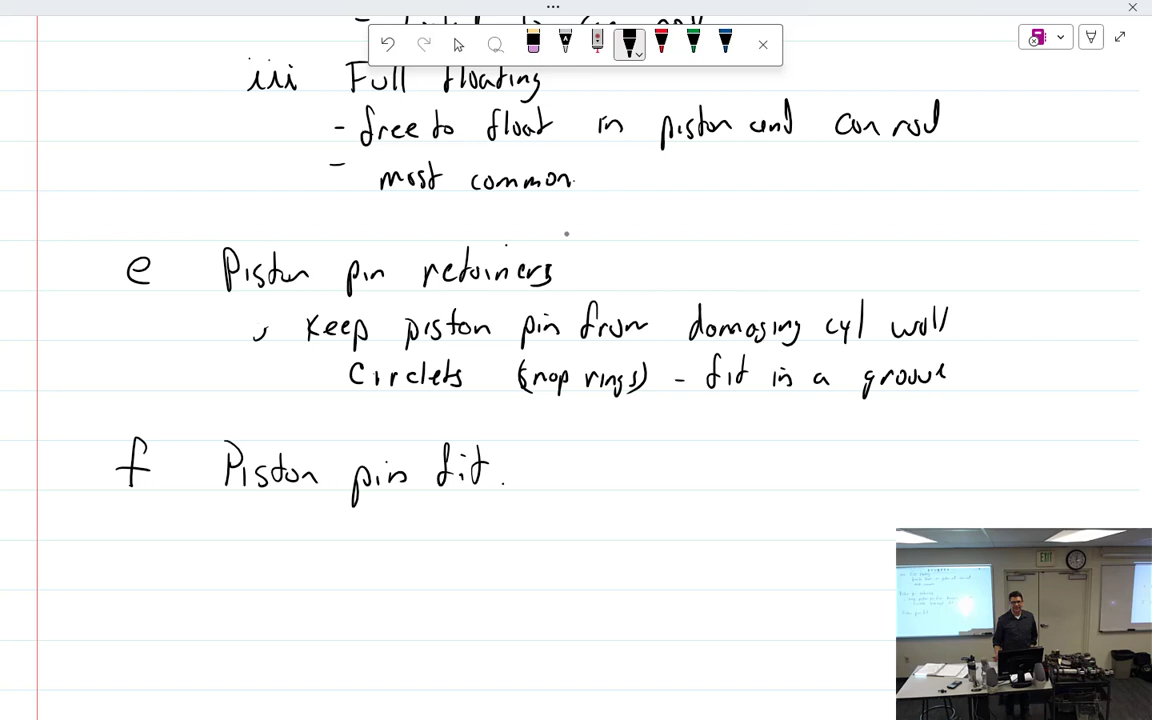 iii Full floating
- free to float in piston and con rod
- most common.
e Piston pin retainers
Keep piston pin from damaging cyl wall
Circlets (snap rings) - fit in a groove
f Piston pin fit.
EXIT